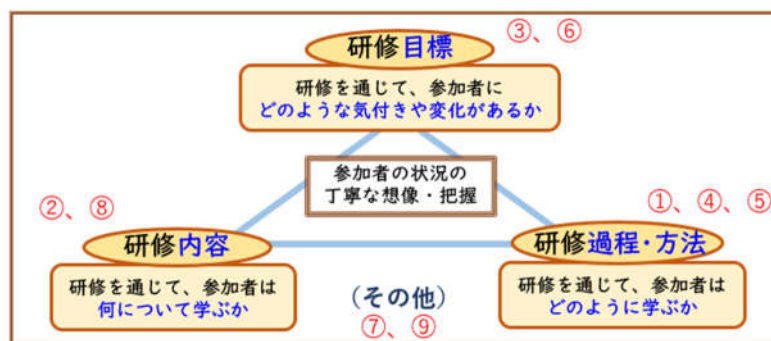 ③、⑥
研修目標
研修を通じて、参加者に
どのような気付きや変化があるか
参加者の状況の
丁寧な想像・把握
②、⑧
研修内容
研修を通じて、参加者は
何について学ぶか
①、④、⑤
研修過程・方法
研修を通じて、参加者は
どのように学ぶか
(その他)
⑦、⑨